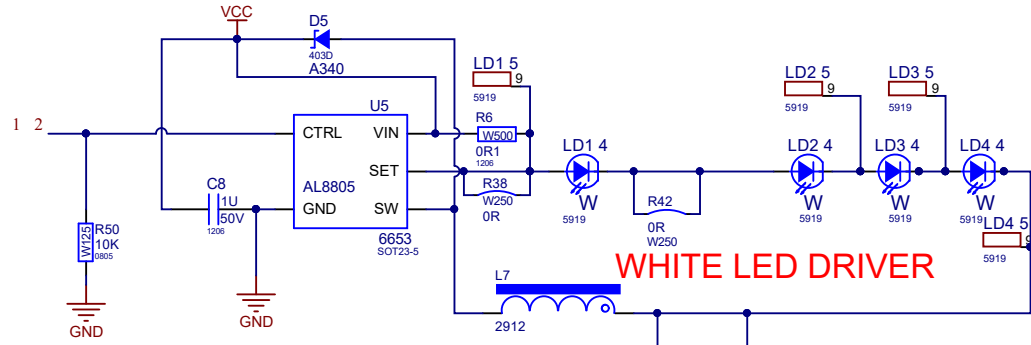 VCC
D5
403D
A340
LD1 5
9
5919
LD2 5
9
5919
LD3 5
9
5919
1 2
U5
CTRL
VIN
SET
AL8805
GND
SW
6653
SOT23-5
R6
W500
0R1
1206
R38
W250
0R
LD1 4
W
5919
R42
0R
W250
LD2 4
W
5919
LD3 4
W
5919
LD4 4
W
5919
LD4 5
9
5919
C8
1U
50V
1206
R50
10K
W125
0805
GND
GND
L7
2912
WHITE LED DRIVER